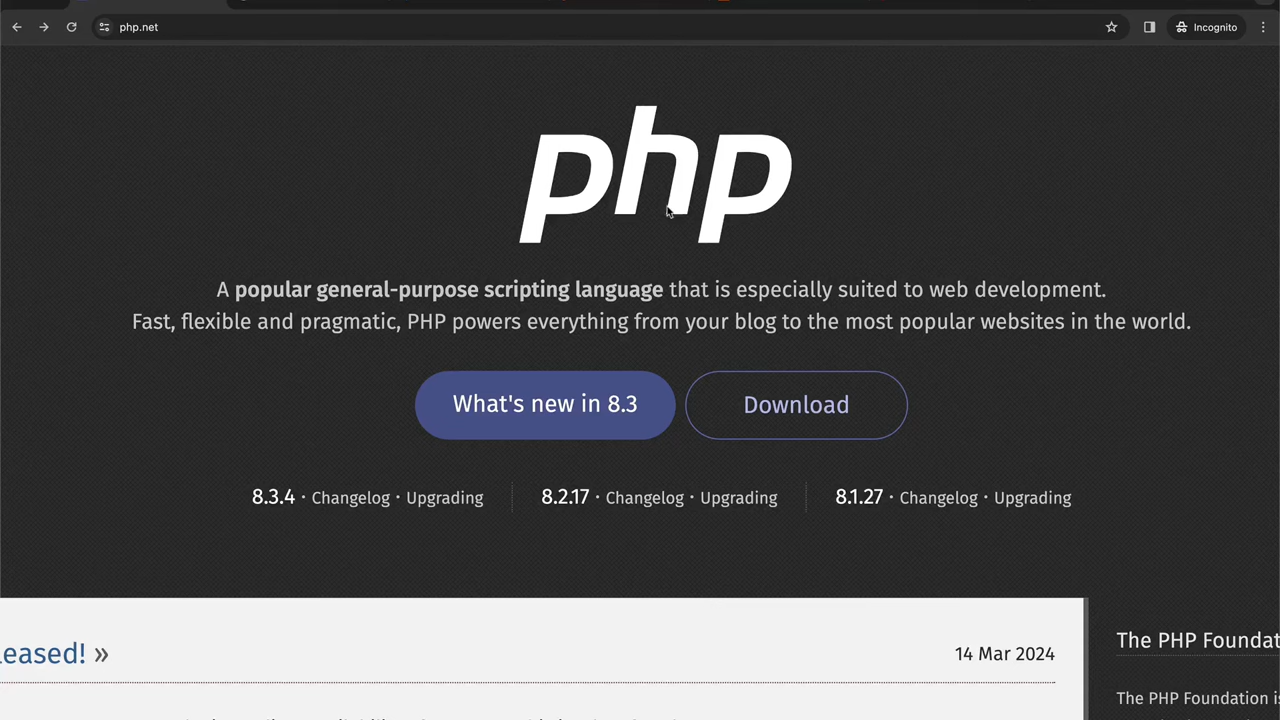 php.net
Incognito
php
A popular general-purpose scripting language that is especially suited to web development.
Fast, flexible and pragmatic, PHP powers everything from your blog to the most popular websites in the world.
What's new in 8.3
Download
8.3.4 · Changelog · Upgrading
8.2.17 · Changelog · Upgrading
8.1.27 · Changelog · Upgrading
eased! »
14 Mar 2024
The PHP Foundat
The PHP Foundation is